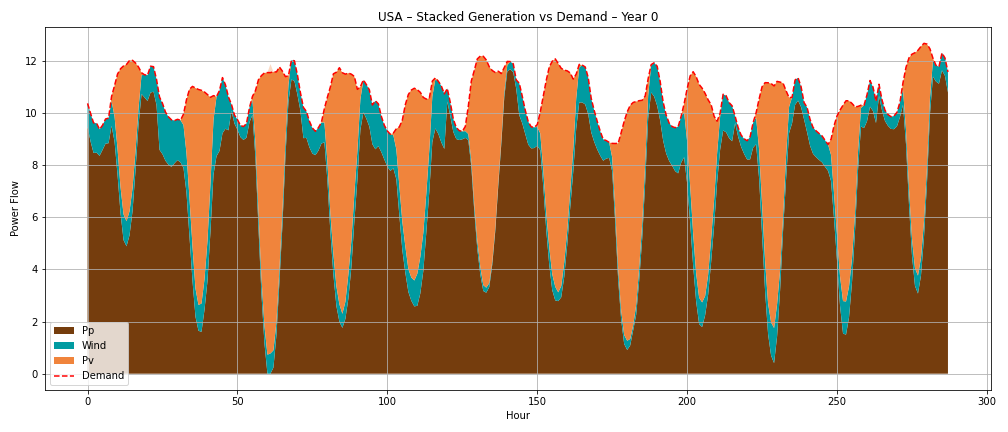 USA – Stacked Generation vs Demand – Year 0
Power Flow
12
10
8
6
4
2
0
Pp
Wind
Pv
Demand
0 50 100 150 200 250 300
Hour